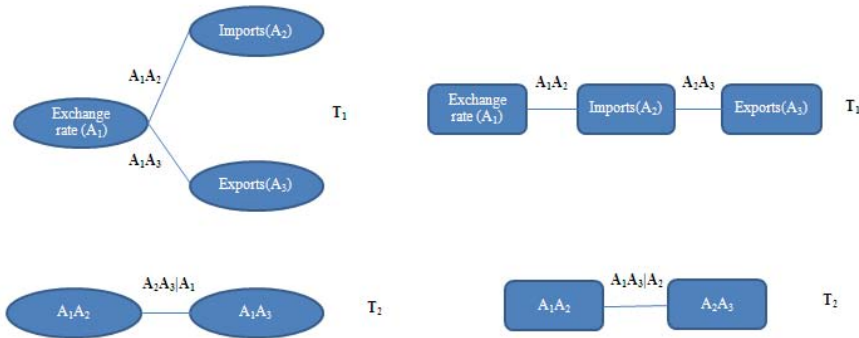 Imports(A₂)
A₁A₂
Exchange
rate (A₁)
T₁
A₁A₃
Exports(A₃)
A₂A₃|A₁
A₁A₂
A₁A₃
T₂
A₁A₂
A₂A₃
Exchange
rate (A₁)
Imports(A₂)
Exports(A₃)
T₁
A₁A₃|A₂
A₁A₂
A₂A₃
T₂